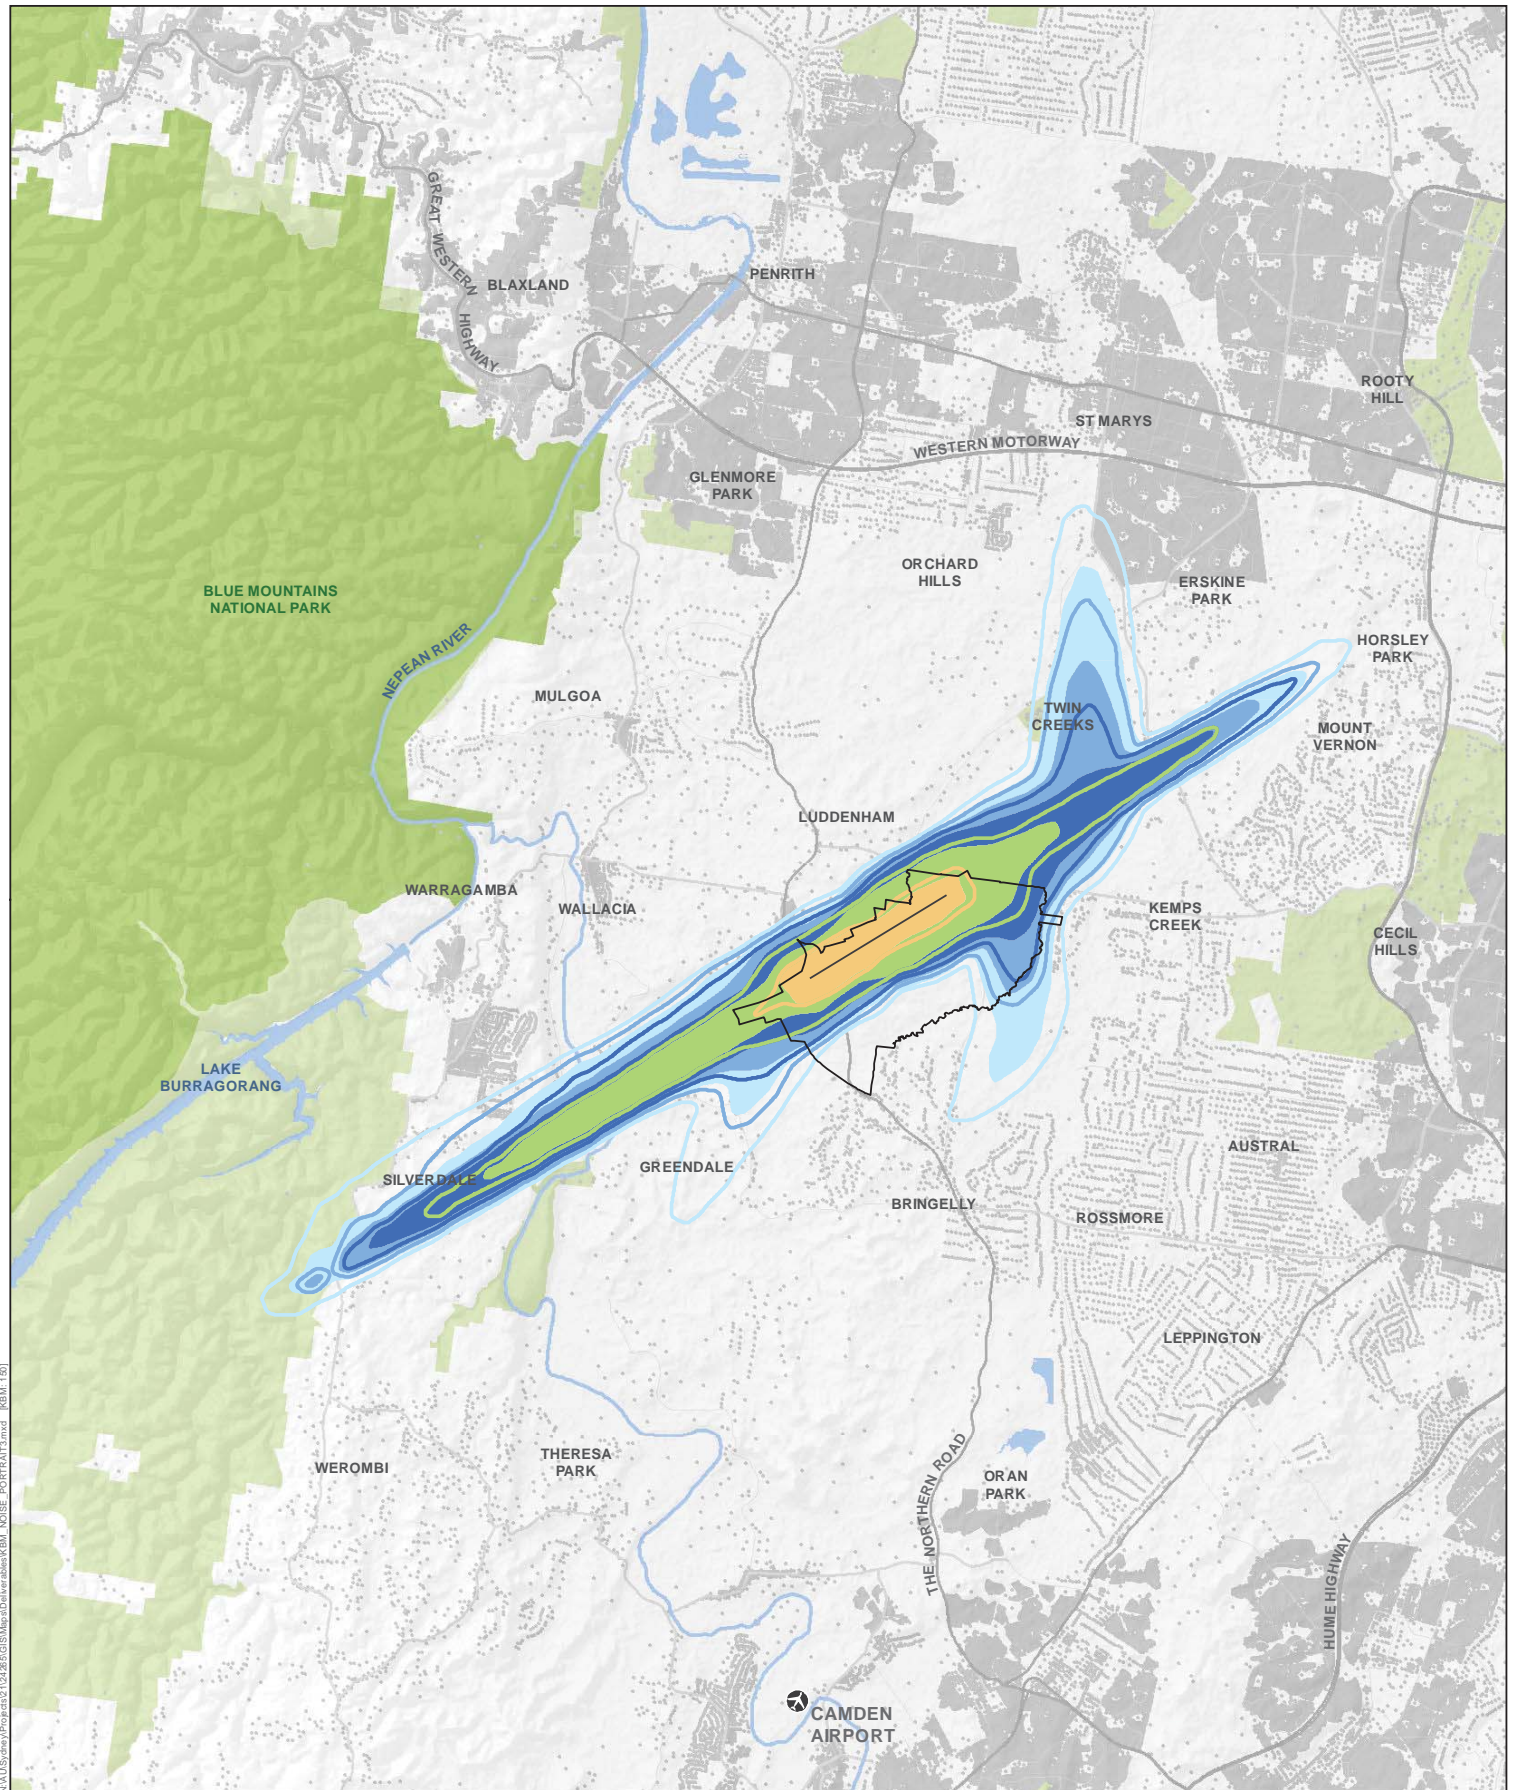 GREAT WESTERN
HIGHWAY
BLAXLAND
PENRITH
ROOTY
HILL
ST MARYS
WESTERN MOTORWAY
GLENMORE
PARK
ORCHARD
HILLS
ERSKINE
PARK
BLUE MOUNTAINS
NATIONAL PARK
NEPEAN RIVER
HORSLEY
PARK
MULGOA
TWIN
CREEKS
MOUNT
VERNON
LUDDENHAM
WARRAGAMBA
WALLACIA
KEMPS
CREEK
CECIL
HILLS
LAKE
BURRAGORANG
SILVERDALE
GREENDALE
AUSTRAL
BRINGELLY
ROSSMORE
LEPPINGTON
WEROMBI
THERESA
PARK
ORAN
PARK
THE NORTHERN ROAD
HUME HIGHWAY
CAMDEN
AIRPORT